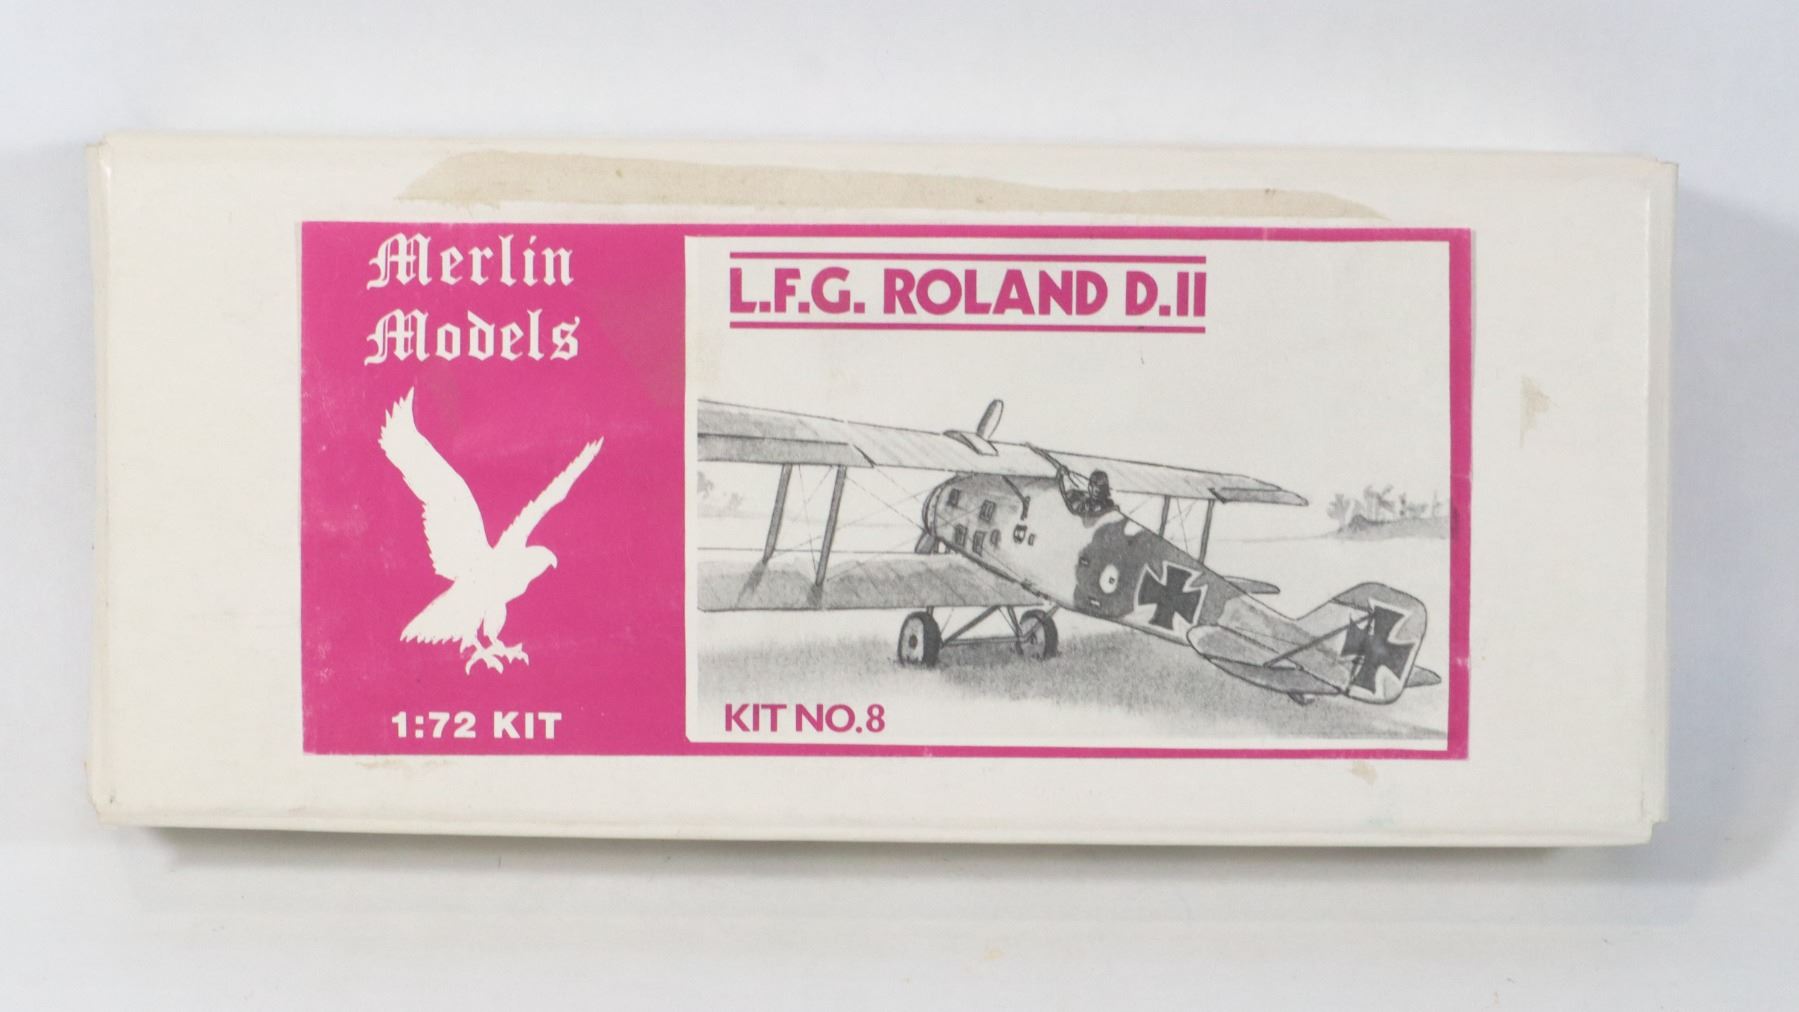 Merlin
Models
1:72 KIT
L.F.G. ROLAND D.II
KIT NO.8